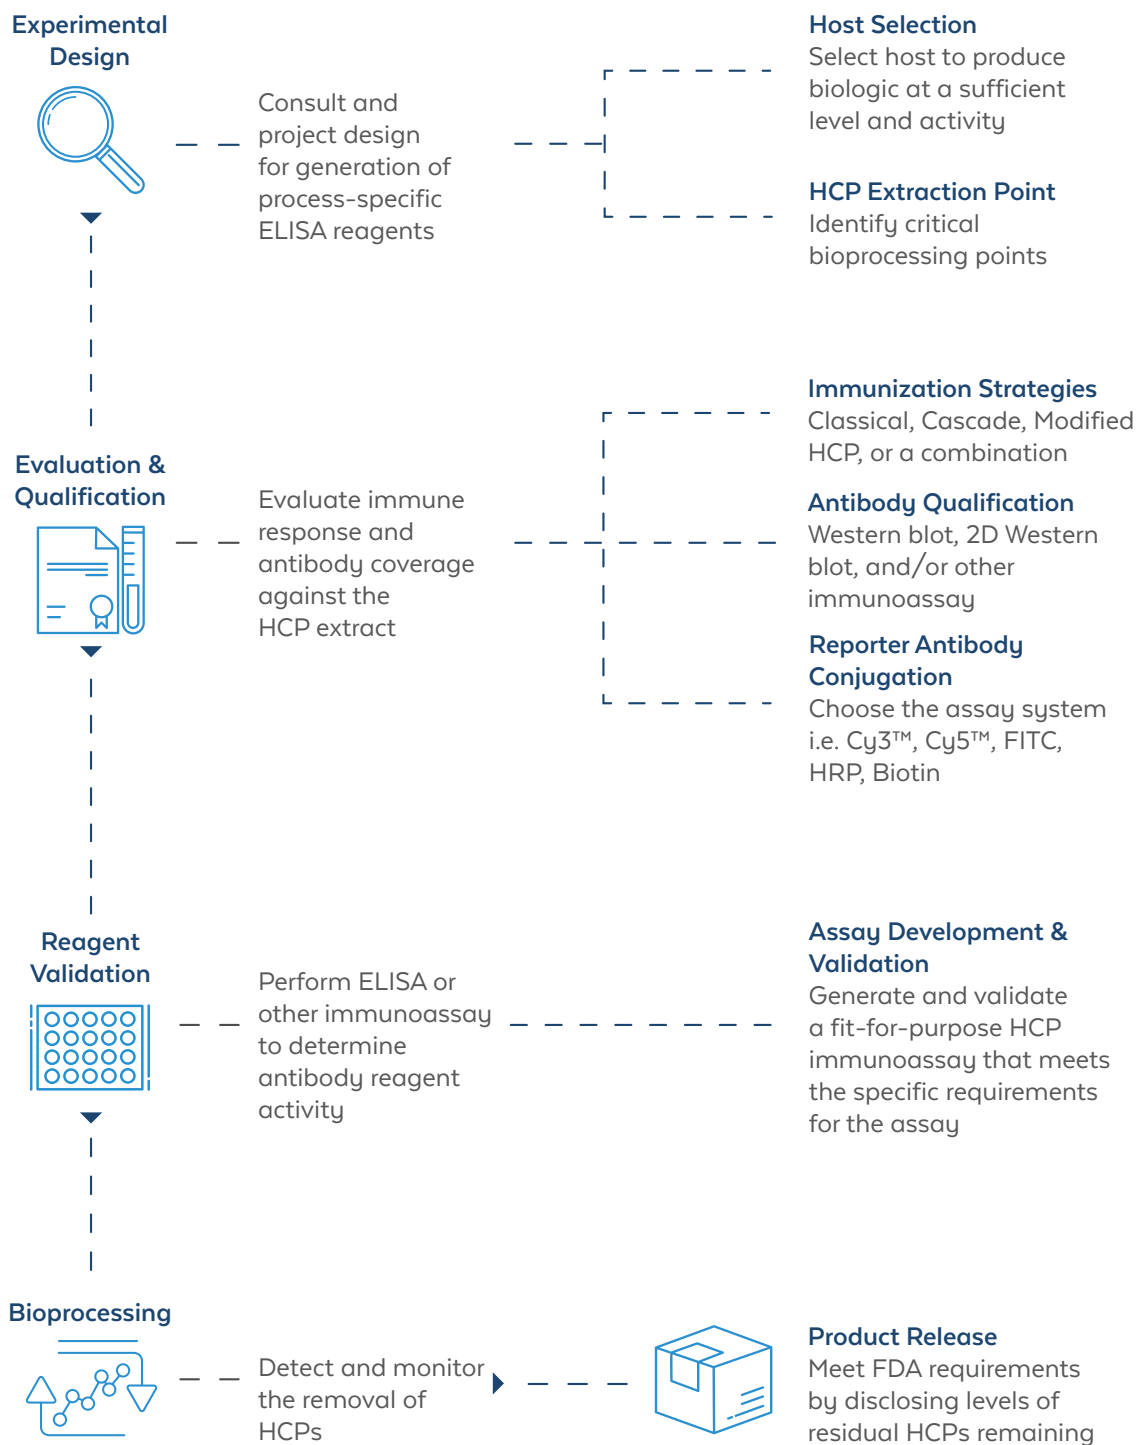 Experimental
Design
Consult and
project design
for generation of
process-specific
ELISA reagents
Host Selection
Select host to produce
biologic at a sufficient
level and activity
HCP Extraction Point
Identify critical
bioprocessing points
Evaluation &
Qualification
Evaluate immune
response and
antibody coverage
against the
HCP extract
Immunization Strategies
Classical, Cascade, Modified
HCP, or a combination
Antibody Qualification
Western blot, 2D Western
blot, and/or other
immunoassay
Reporter Antibody
Conjugation
Choose the assay system
i.e. Cy3™, Cy5™, FITC,
HRP, Biotin
Reagent
Validation
Perform ELISA or
other immunoassay
to determine
antibody reagent
activity
Assay Development &
Validation
Generate and validate
a fit-for-purpose HCP
immunoassay that meets
the specific requirements
for the assay
Bioprocessing
Detect and monitor
the removal of
HCPs
Product Release
Meet FDA requirements
by disclosing levels of
residual HCPs remaining